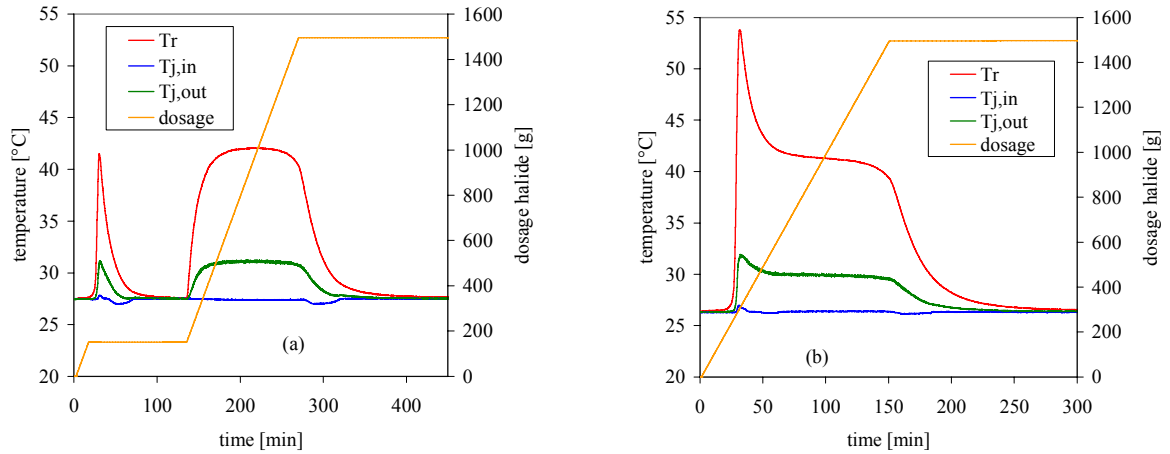 55
50
45
40
35
30
25
20
temperature [°C]
Tr
Tj,in
Tj,out
dosage
(a)
1600
1400
1200
1000
800
600
400
200
0
dosage halide [g]
0 100 200 300 400
time [min]
55
50
45
40
35
30
25
20
temperature [°C]
Tr
Tj,in
Tj,out
dosage
(b)
1600
1400
1200
1000
800
600
400
200
0
dosage halide [g]
0 50 100 150 200 250 300
time [min]